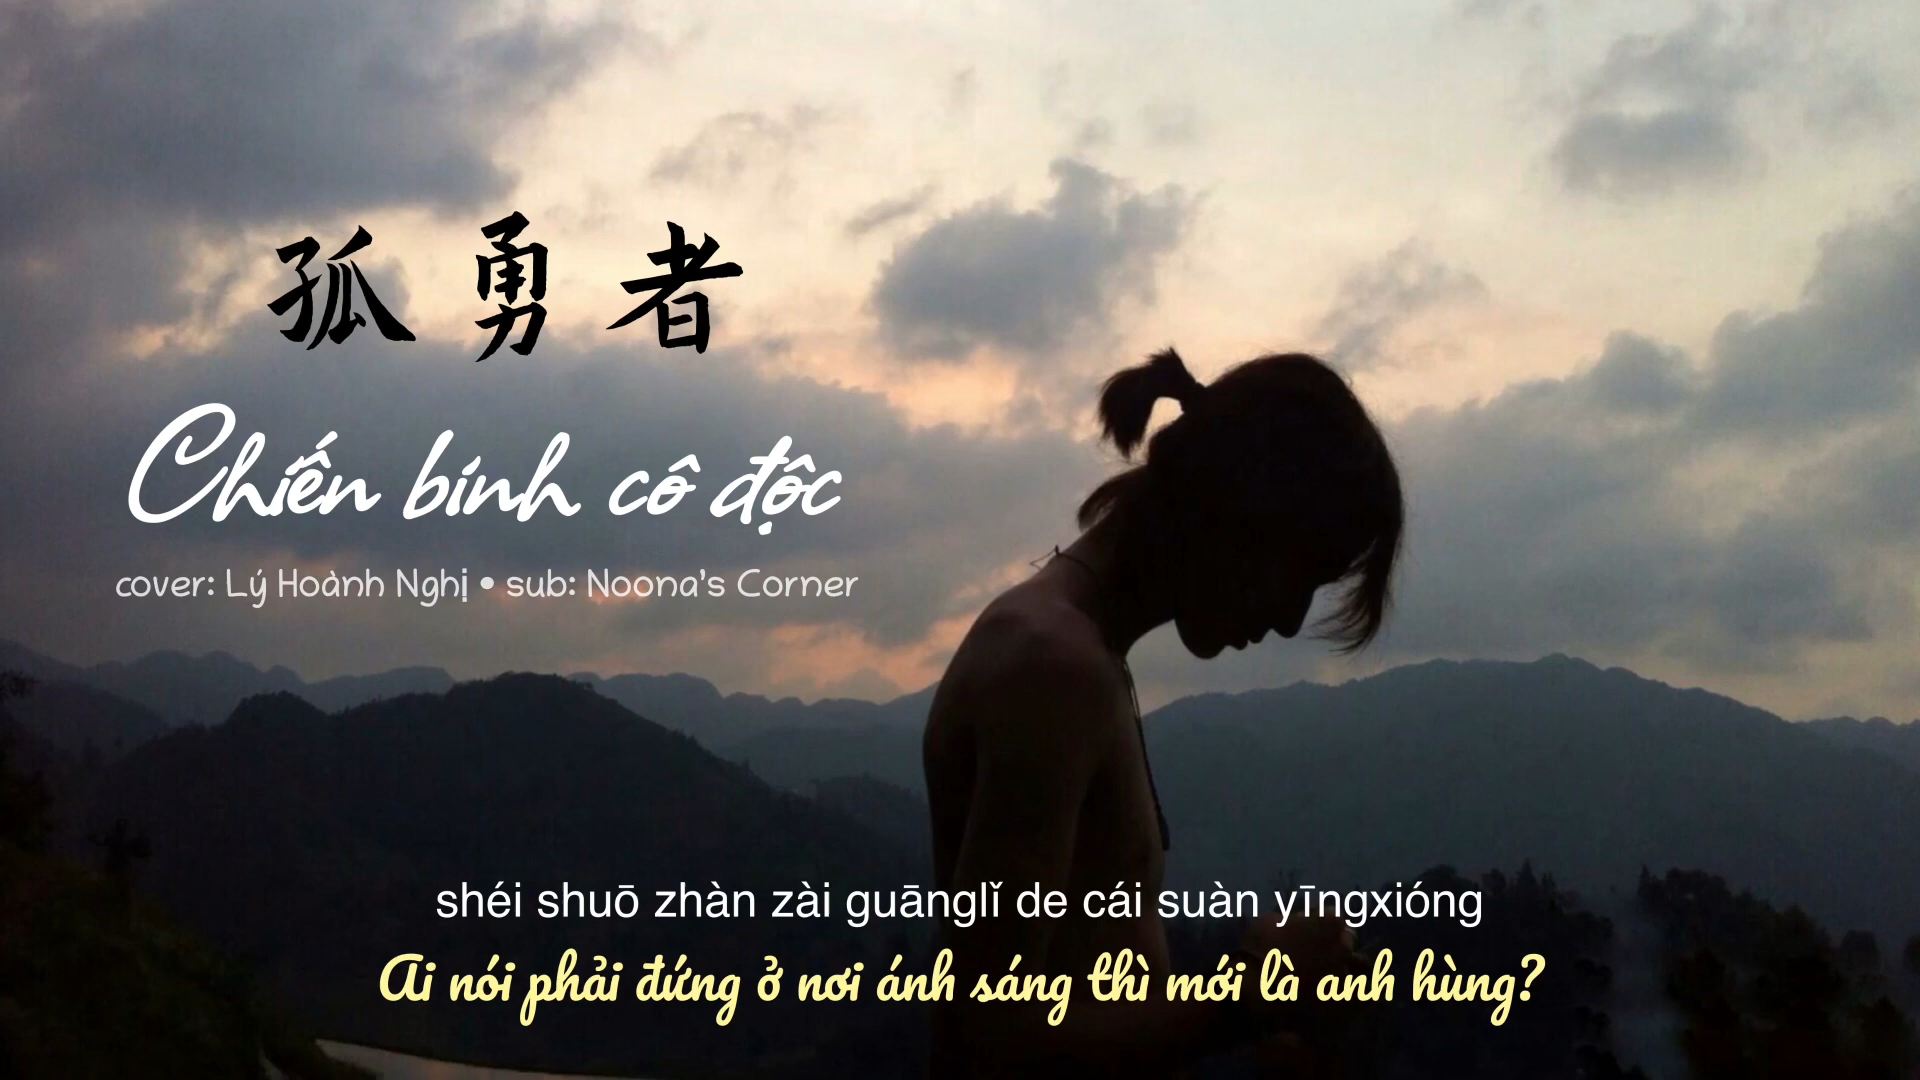 孤勇者
Chiến binh cô độc
cover: Lý Hoành Nghị • sub: Noona's Corner
shéi shuō zhàn zài guānglǐ de cái suàn yīngxióng
Ai nói phải đứng ở nơi ánh sáng thì mới là anh hùng?